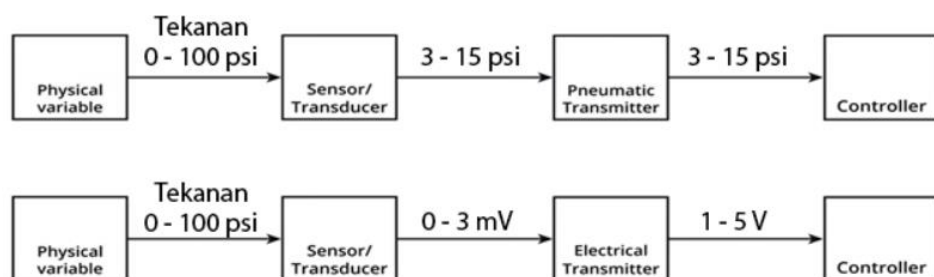 Tekanan
0 - 100 psi
3 - 15 psi
3 - 15 psi
Physical
variable
Sensor/
Transducer
Pneumatic
Transmitter
Controller
Tekanan
0 - 100 psi
0 - 3 mV
1 - 5 V
Physical
variable
Sensor/
Transducer
Electrical
Transmitter
Controller